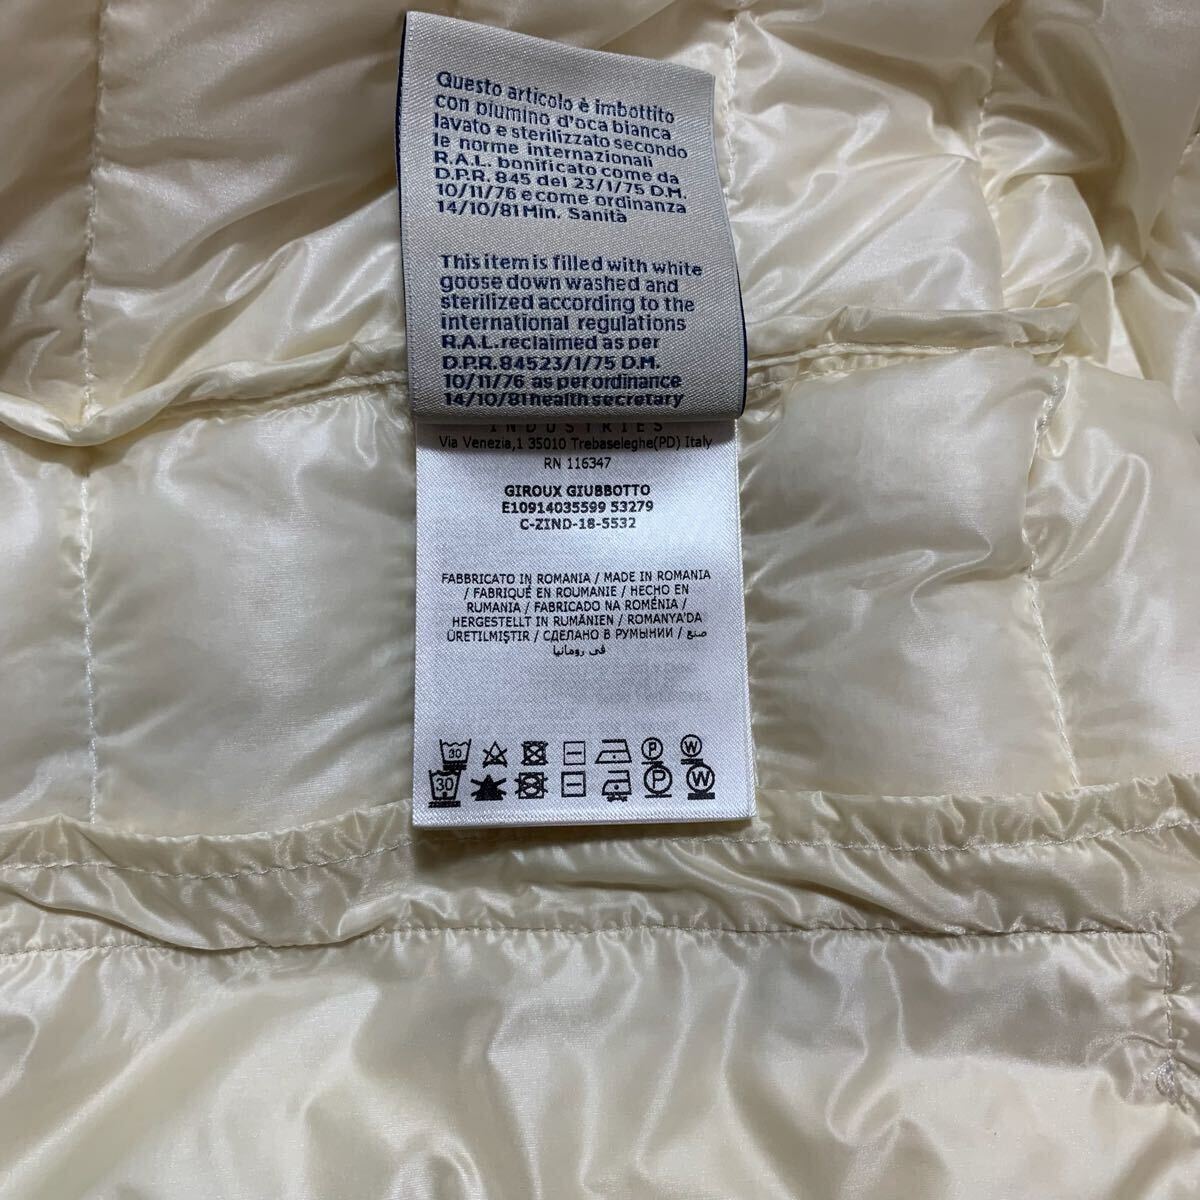 Questo articolo è imbottito
con piumino d'oca bianca
lavato e sterilizzato secondo
le norme internazionali
R.A.L. bonificato come da
D.P.R. 845 del 23/1/75 D.M.
10/11/76 e come ordinanza
14/10/81 Min. Sanità
This item is filled with white
goose down washed and
sterilized according to the
international regulations
R.A.L. reclaimed as per
D.P.R. 84523/1/75 D.M.
10/11/76 as per ordinance
14/10/81 health secretary
INDUSTRIES
Via Venezia,1 35010 Trebaseleghe(PD) Italy
RN 116347
GIROUX GIUBBOTTO
E10914035599 53279
C-ZIND-18-5532
FABBRICATO IN ROMANIA / MADE IN ROMANIA
/ FABRIQUÉ EN ROUMANIE / HECHO EN
RUMANIA / FABRICADO NA ROMÉNIA /
HERGESTELLT IN RUMÄNIEN / ROMANYA'DA
ÜRETILMIŞTIR / СДЕЛАНО В РУМЫНИИ / صنع
في رومانيا
30 P W
30 P W